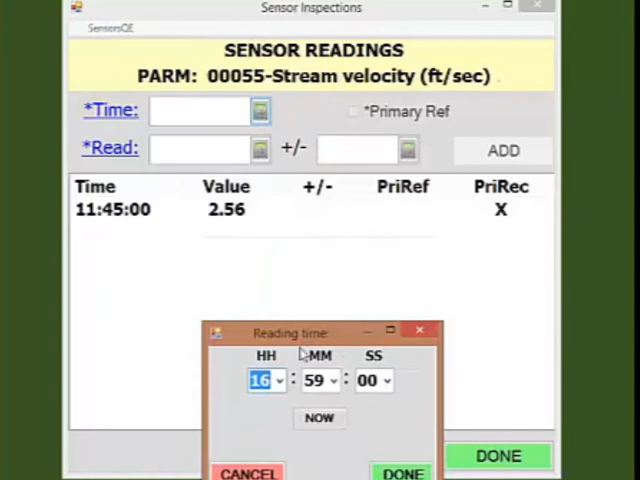 Sensor Inspections
SensorsQE
SENSOR READINGS
PARM: 00055-Stream velocity (ft/sec)
*Time: *Primary Ref
*Read: +/- ADD
Time Value +/- PriRef PriRec
11:45:00 2.56 X
Reading time:
HH MM SS
16 : 59 : 00
NOW
DONE
CANCEL DONE